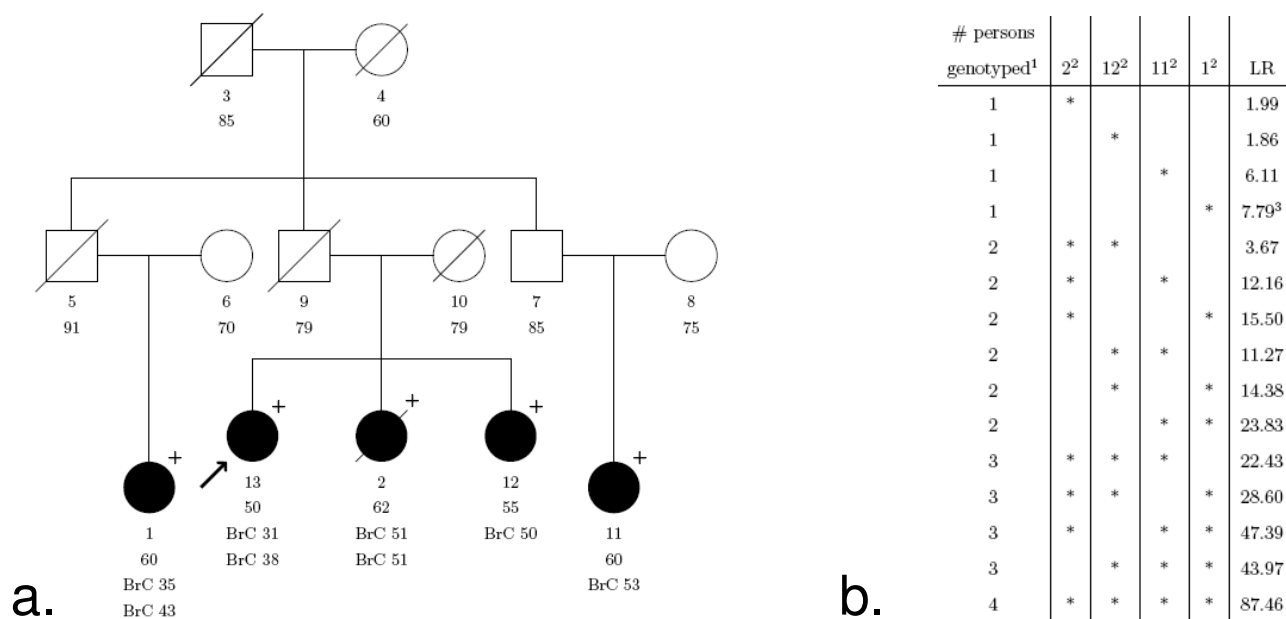 3
85
4
60
5
91
6
70
9
79
10
79
7
85
8
75
+
+
+
+
+
13
50
BrC 31
BrC 38
2
62
BrC 51
BrC 51
12
55
BrC 50
1
60
BrC 35
BrC 43
11
60
BrC 53
a.
# persons
genotyped¹ 2² 12² 11² 1² LR
1 * 1.99
1 * 1.86
1 * 6.11
1 * 7.79³
2 * * 3.67
2 * * 12.16
2 * * 15.50
2 * * 11.27
2 * * 14.38
2 * * 23.83
3 * * * 22.43
3 * * * 28.60
3 * * * 47.39
3 * * * 43.97
4 * * * * 87.46
b.